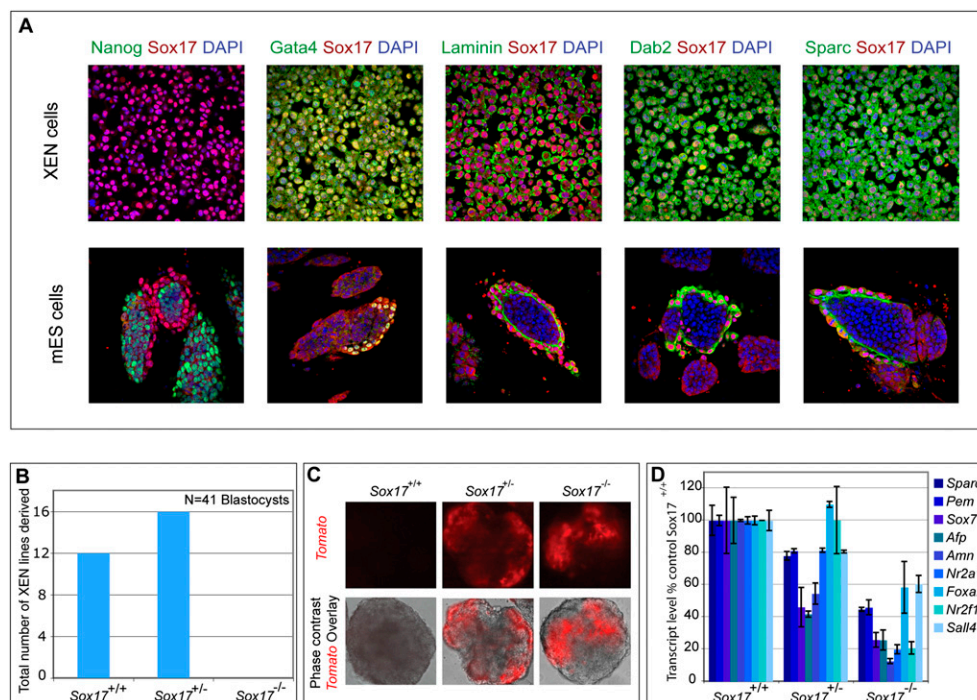 A
Nanog Sox17 DAPI
Gata4 Sox17 DAPI
Laminin Sox17 DAPI
Dab2 Sox17 DAPI
Sparc Sox17 DAPI
XEN cells
mES cells
B
N=41 Blastocysts
Total number of XEN lines derived
16
12
8
4
0
Sox17+/+
Sox17+/-
Sox17-/-
C
Sox17+/+
Sox17+/-
Sox17-/-
Tomato
Phase contrast
Tomato Overlay
D
Transcript level % control Sox17+/+
120
100
80
60
40
20
0
Sox17+/+
Sox17+/-
Sox17-/-
Sparc
Pem
Sox7
Afp
Amn
Nr2a
Foxa
Nr2f1
Sall4